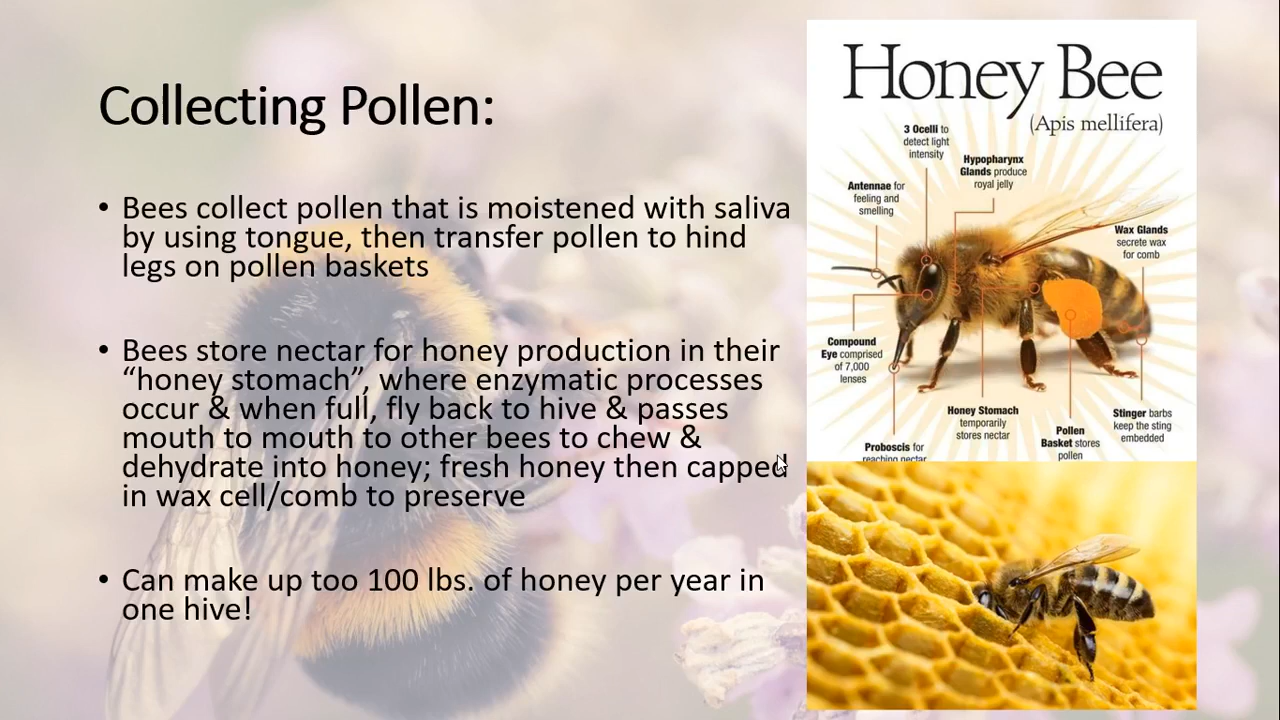 Collecting Pollen:
• Bees collect pollen that is moistened with saliva
by using tongue, then transfer pollen to hind
legs on pollen baskets
• Bees store nectar for honey production in their
“honey stomach”, where enzymatic processes
occur & when full, fly back to hive & passes
mouth to mouth to other bees to chew &
dehydrate into honey; fresh honey then capped
in wax cell/comb to preserve
• Can make up too 100 lbs. of honey per year in
one hive!
Honey Bee
(Apis mellifera)
3 Ocelli to
detect light
intensity
Hypopharynx
Glands produce
royal jelly
Antennae for
feeling and
smelling
Wax Glands
secrete wax
for comb
Compound
Eye comprised
of 7,000
lenses
Honey Stomach
temporarily
stores nectar
Pollen
Basket stores
pollen
Stinger barbs
keep the sting
embedded
Proboscis for
reaching nectar